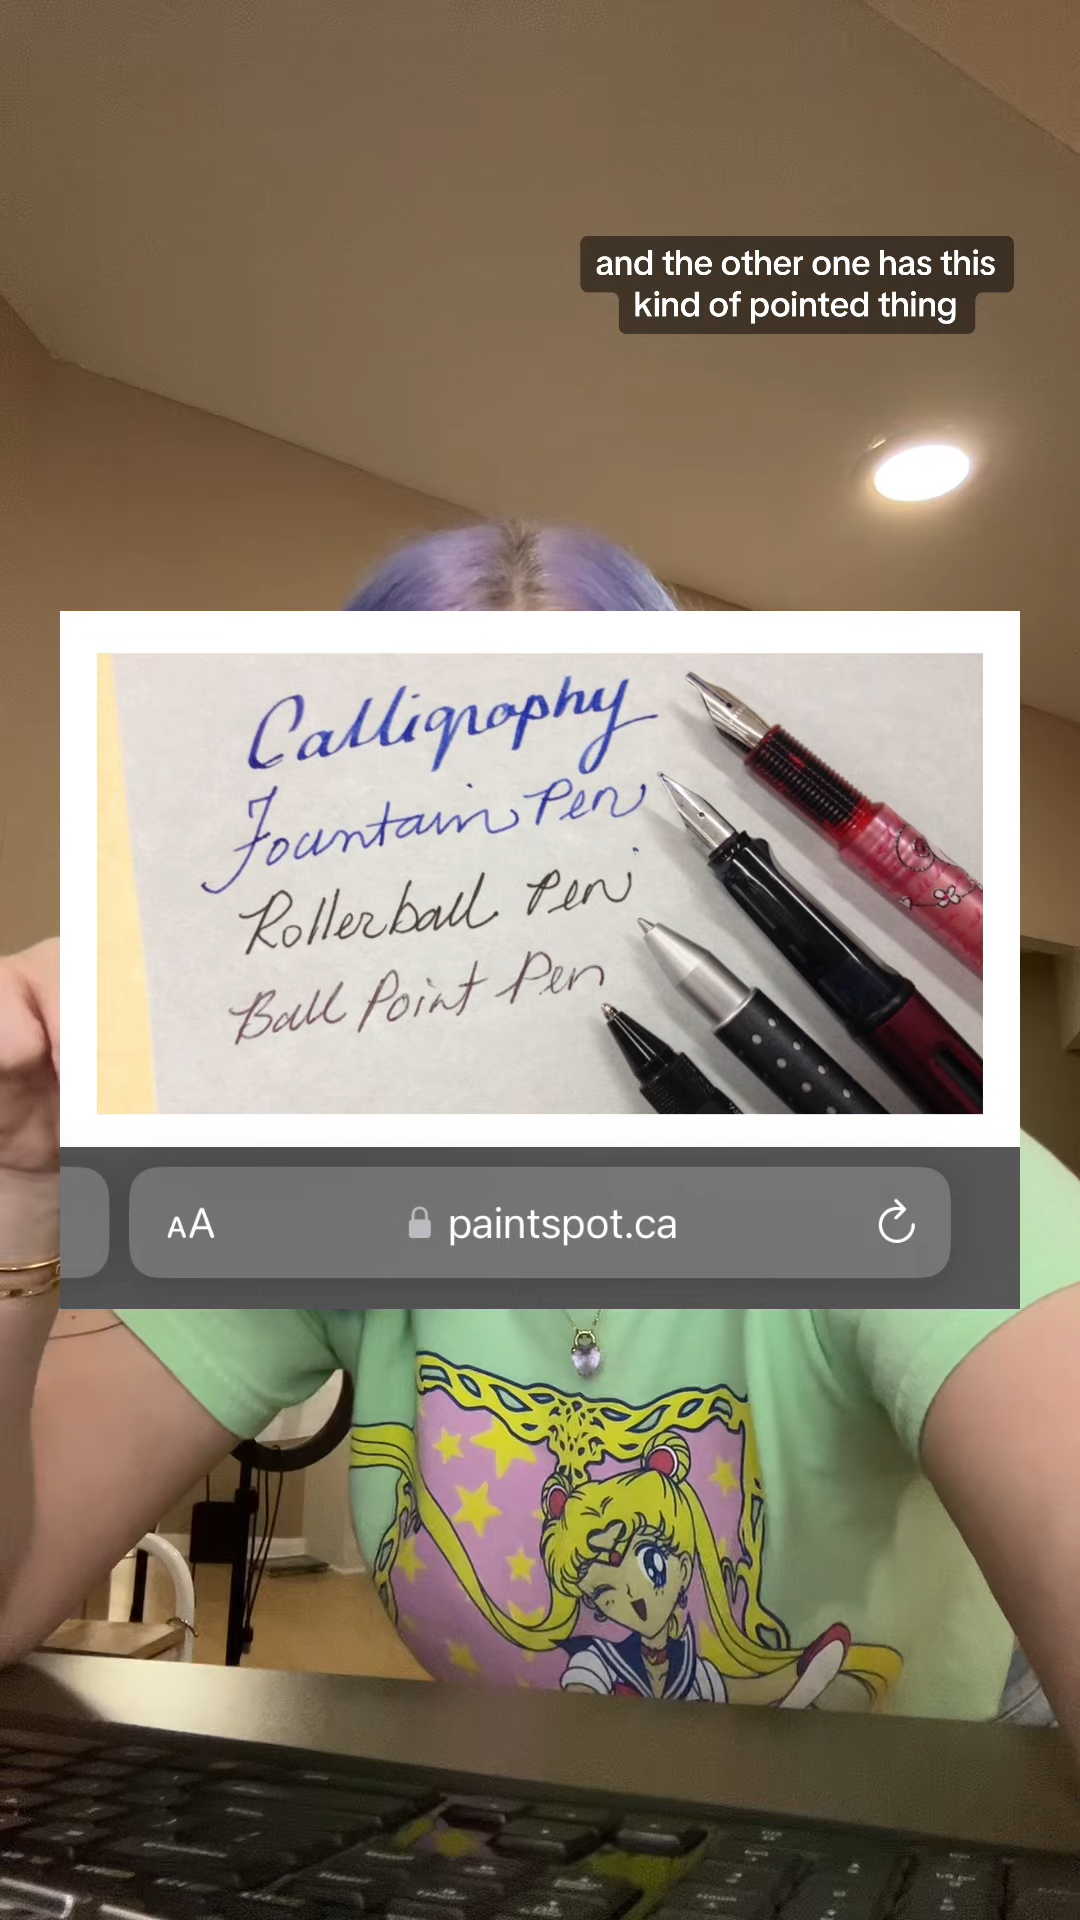 and the other one has this
kind of pointed thing
Calligraphy
Fountain Pen
Rollerball Pen
Ball Point Pen
AA
paintspot.ca